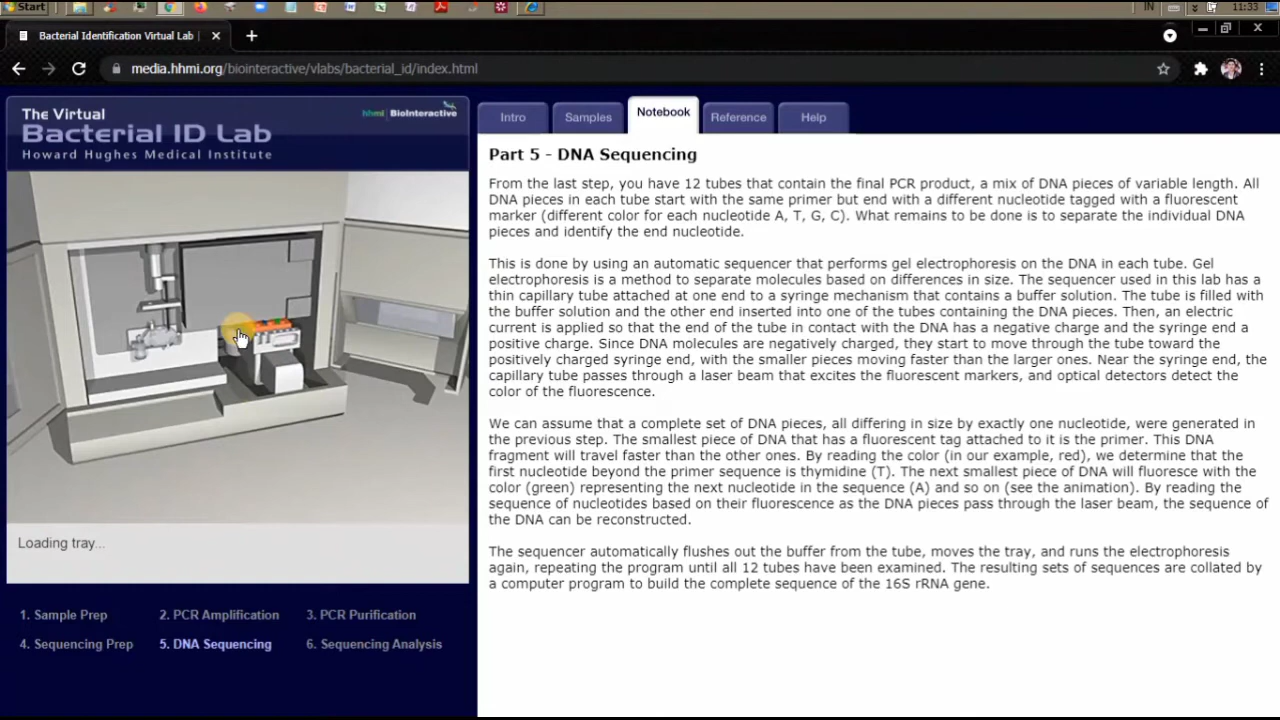 Start
IN
11:33
Bacterial Identification Virtual Lab
media.hhmi.org/biointeractive/vlabs/bacterial_id/index.html
The Virtual
Bacterial ID Lab
Howard Hughes Medical Institute
hhmi BioInteractive
Intro
Samples
Notebook
Reference
Help
Part 5 - DNA Sequencing
From the last step, you have 12 tubes that contain the final PCR product, a mix of DNA pieces of variable length. All
DNA pieces in each tube start with the same primer but end with a different nucleotide tagged with a fluorescent
marker (different color for each nucleotide A, T, G, C). What remains to be done is to separate the individual DNA
pieces and identify the end nucleotide.
This is done by using an automatic sequencer that performs gel electrophoresis on the DNA in each tube. Gel
electrophoresis is a method to separate molecules based on differences in size. The sequencer used in this lab has a
thin capillary tube attached at one end to a syringe mechanism that contains a buffer solution. The tube is filled with
the buffer solution and the other end inserted into one of the tubes containing the DNA pieces. Then, an electric
current is applied so that the end of the tube in contact with the DNA has a negative charge and the syringe end a
positive charge. Since DNA molecules are negatively charged, they start to move through the tube toward the
positively charged syringe end, with the smaller pieces moving faster than the larger ones. Near the syringe end, the
capillary tube passes through a laser beam that excites the fluorescent markers, and optical detectors detect the
color of the fluorescence.
We can assume that a complete set of DNA pieces, all differing in size by exactly one nucleotide, were generated in
the previous step. The smallest piece of DNA that has a fluorescent tag attached to it is the primer. This DNA
fragment will travel faster than the other ones. By reading the color (in our example, red), we determine that the
first nucleotide beyond the primer sequence is thymidine (T). The next smallest piece of DNA will fluoresce with the
color (green) representing the next nucleotide in the sequence (A) and so on (see the animation). By reading the
sequence of nucleotides based on their fluorescence as the DNA pieces pass through the laser beam, the sequence of
the DNA can be reconstructed.
The sequencer automatically flushes out the buffer from the tube, moves the tray, and runs the electrophoresis
again, repeating the program until all 12 tubes have been examined. The resulting sets of sequences are collated by
a computer program to build the complete sequence of the 16S rRNA gene.
Loading tray...
1. Sample Prep
2. PCR Amplification
3. PCR Purification
4. Sequencing Prep
5. DNA Sequencing
6. Sequencing Analysis